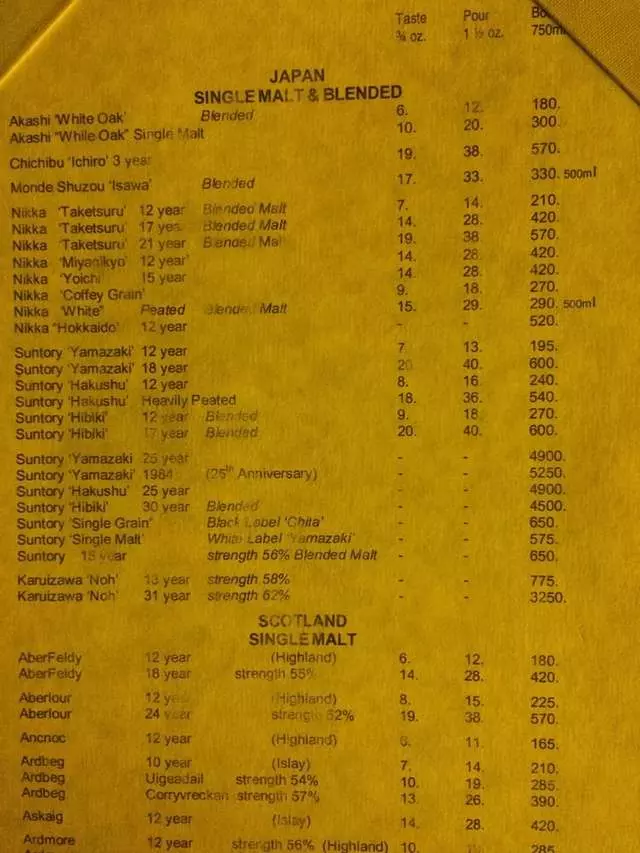 Taste Pour
¾ oz. 1 ½ oz. 750ml
JAPAN
SINGLE MALT & BLENDED
Akashi 'White Oak' Blended 6. 12. 180.
Akashi "White Oak" Single Malt 10. 20. 300.
Chichibu 'Ichiro' 3 year 19. 38. 570.
Monde Shuzou 'Isawa' Blended 17. 33. 330. 500ml
Nikka 'Taketsuru' 12 year Blended Malt 7. 14. 210.
Nikka 'Taketsuru' 17 year Blended Malt 14. 28. 420.
Nikka 'Taketsuru' 21 year Blended Malt 19. 38. 570.
Nikka 'Miyagikyo' 12 year 14. 28. 420.
Nikka 'Yoichi' 15 year 14. 28. 420.
Nikka 'Coffey Grain' 9. 18. 270.
Nikka 'White" Peated Blended Malt 15. 29. 290. 500ml
Nikka "Hokkaido' 12 year - - 520.
Suntory 'Yamazaki' 12 year 7 13. 195.
Suntory 'Yamazaki' 18 year 20 40. 600.
Suntory 'Hakushu' 12 year 8. 16. 240.
Suntory 'Hakushu' Heavily Peated 18. 36. 540.
Suntory 'Hibiki' 12 year Blended 9. 18. 270.
Suntory 'Hibiki' 17 year Blended 20. 40. 600.
Suntory 'Yamazaki 25 year - - 4900.
Suntory 'Yamazaki' 1984 (25th Anniversary) - - 5250.
Suntory 'Hakushu' 25 year - - 4900.
Suntory 'Hibiki' 30 year Blended - - 4500.
Suntory 'Single Grain' Black Label 'Chita' - - 650.
Suntory 'Single Malt' White Label 'Yamazaki' - - 575.
Suntory 15 year strength 56% Blended Malt - - 650.
Karuizawa 'Noh' 13 year strength 58% - - 775.
Karuizawa 'Noh' 31 year strength 62% - - 3250.
SCOTLAND
SINGLE MALT
AberFeldy 12 year (Highland) 6. 12. 180.
AberFeldy 18 year strength 55% 14. 28. 420.
Aberlour 12 year (Highland) 8. 15. 225.
Aberlour 24 year strength 52% 19. 38. 570.
Ancnoc 12 year (Highland) 6. 11. 165.
Ardbeg 10 year (Islay) 7. 14. 210.
Ardbeg Uigeadail strength 54% 10. 19. 285.
Ardbeg Corryvreckan strength 57% 13. 26. 390.
Askaig 12 year (Islay) 14. 28. 420.
Ardmore 12 year strength 56% (Highland) 10. 285.